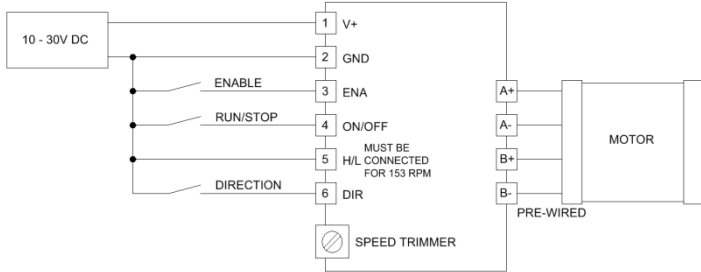 10 - 30V DC
1 V+
2 GND
ENABLE
3 ENA
A+
RUN/STOP
4 ON/OFF
A-
MOTOR
MUST BE
5 H/L CONNECTED
B+
FOR 153 RPM
DIRECTION
6 DIR
B-
PRE-WIRED
SPEED TRIMMER